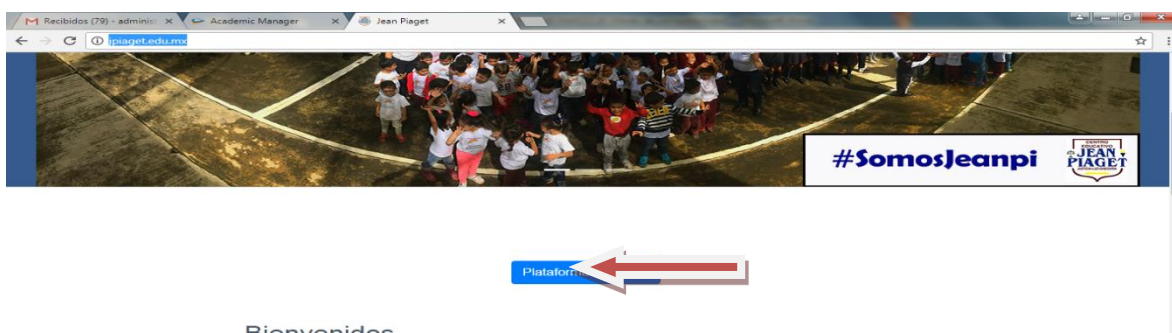 Recibidos (79) - adminis
Academic Manager
Jean Piaget
jpiaget.edu.mx
#SomosJeanpi
CENTRO
EDUCATIVO
JEAN
PIAGET
Plataform
Bienvenidos